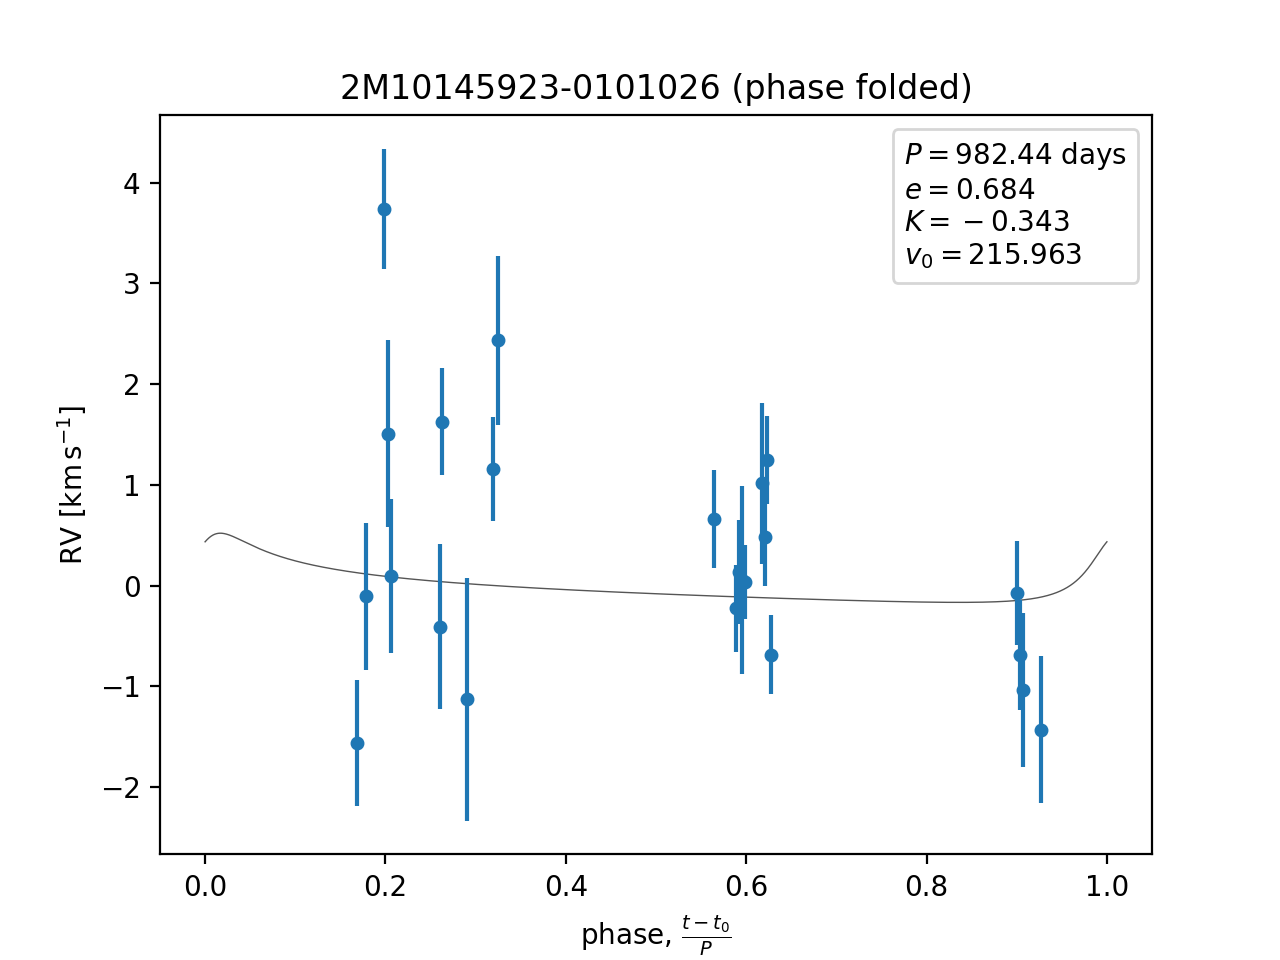 2M10145923-0101026 (phase folded)
P = 982.44 days
e = 0.684
K = −0.343
v₀ = 215.963
4
3
2
1
0
−1
−2
RV [km s⁻¹]
0.0 0.2 0.4 0.6 0.8 1.0
phase, (t − t₀)/P